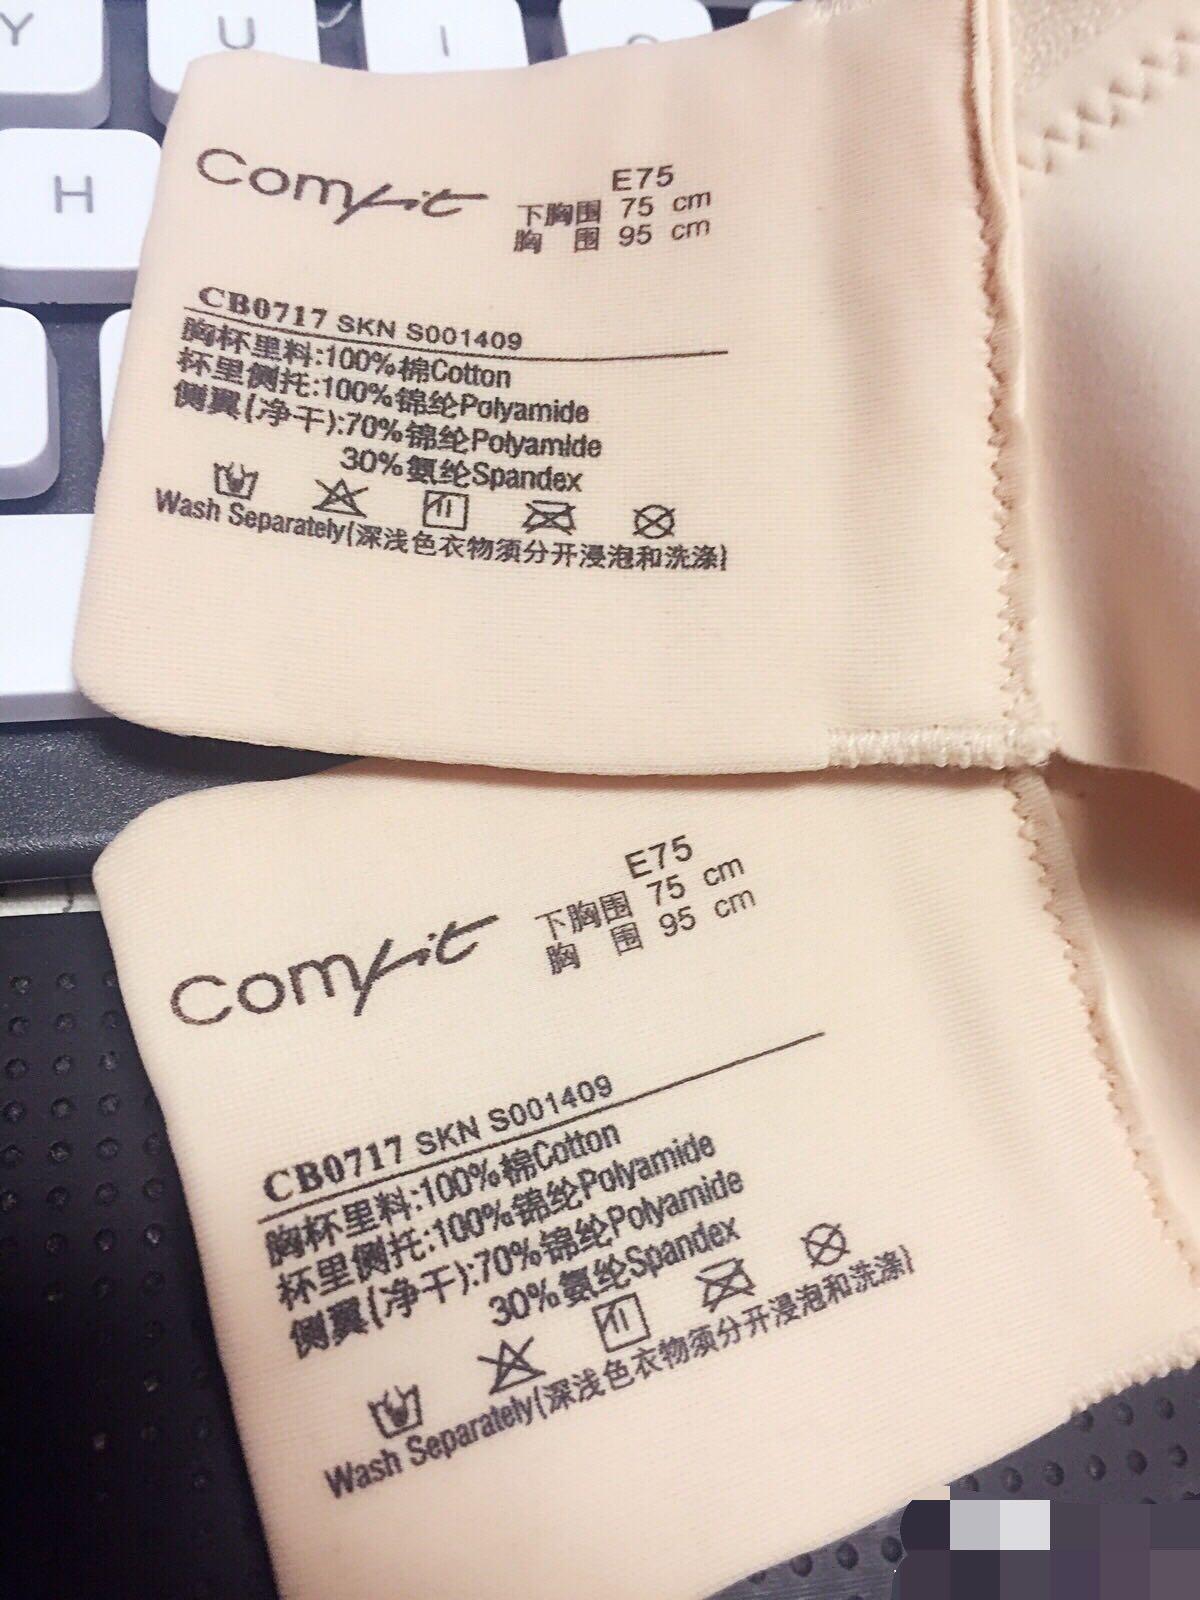 Y
U
I
H
Comfit
E75
下胸围 75 cm
胸 围 95 cm
CB0717 SKN S001409
胸杯里料:100%棉Cotton
杯里侧托:100%锦纶Polyamide
侧翼(净干):70%锦纶Polyamide
30%氨纶Spandex
Wash Separately(深浅色衣物须分开浸泡和洗涤)
Comfit
E75
下胸围 75 cm
胸 围 95 cm
CB0717 SKN S001409
胸杯里料:100%棉Cotton
杯里侧托:100%锦纶Polyamide
侧翼(净干):70%锦纶Polyamide
30%氨纶Spandex
Wash Separately(深浅色衣物须分开浸泡和洗涤)